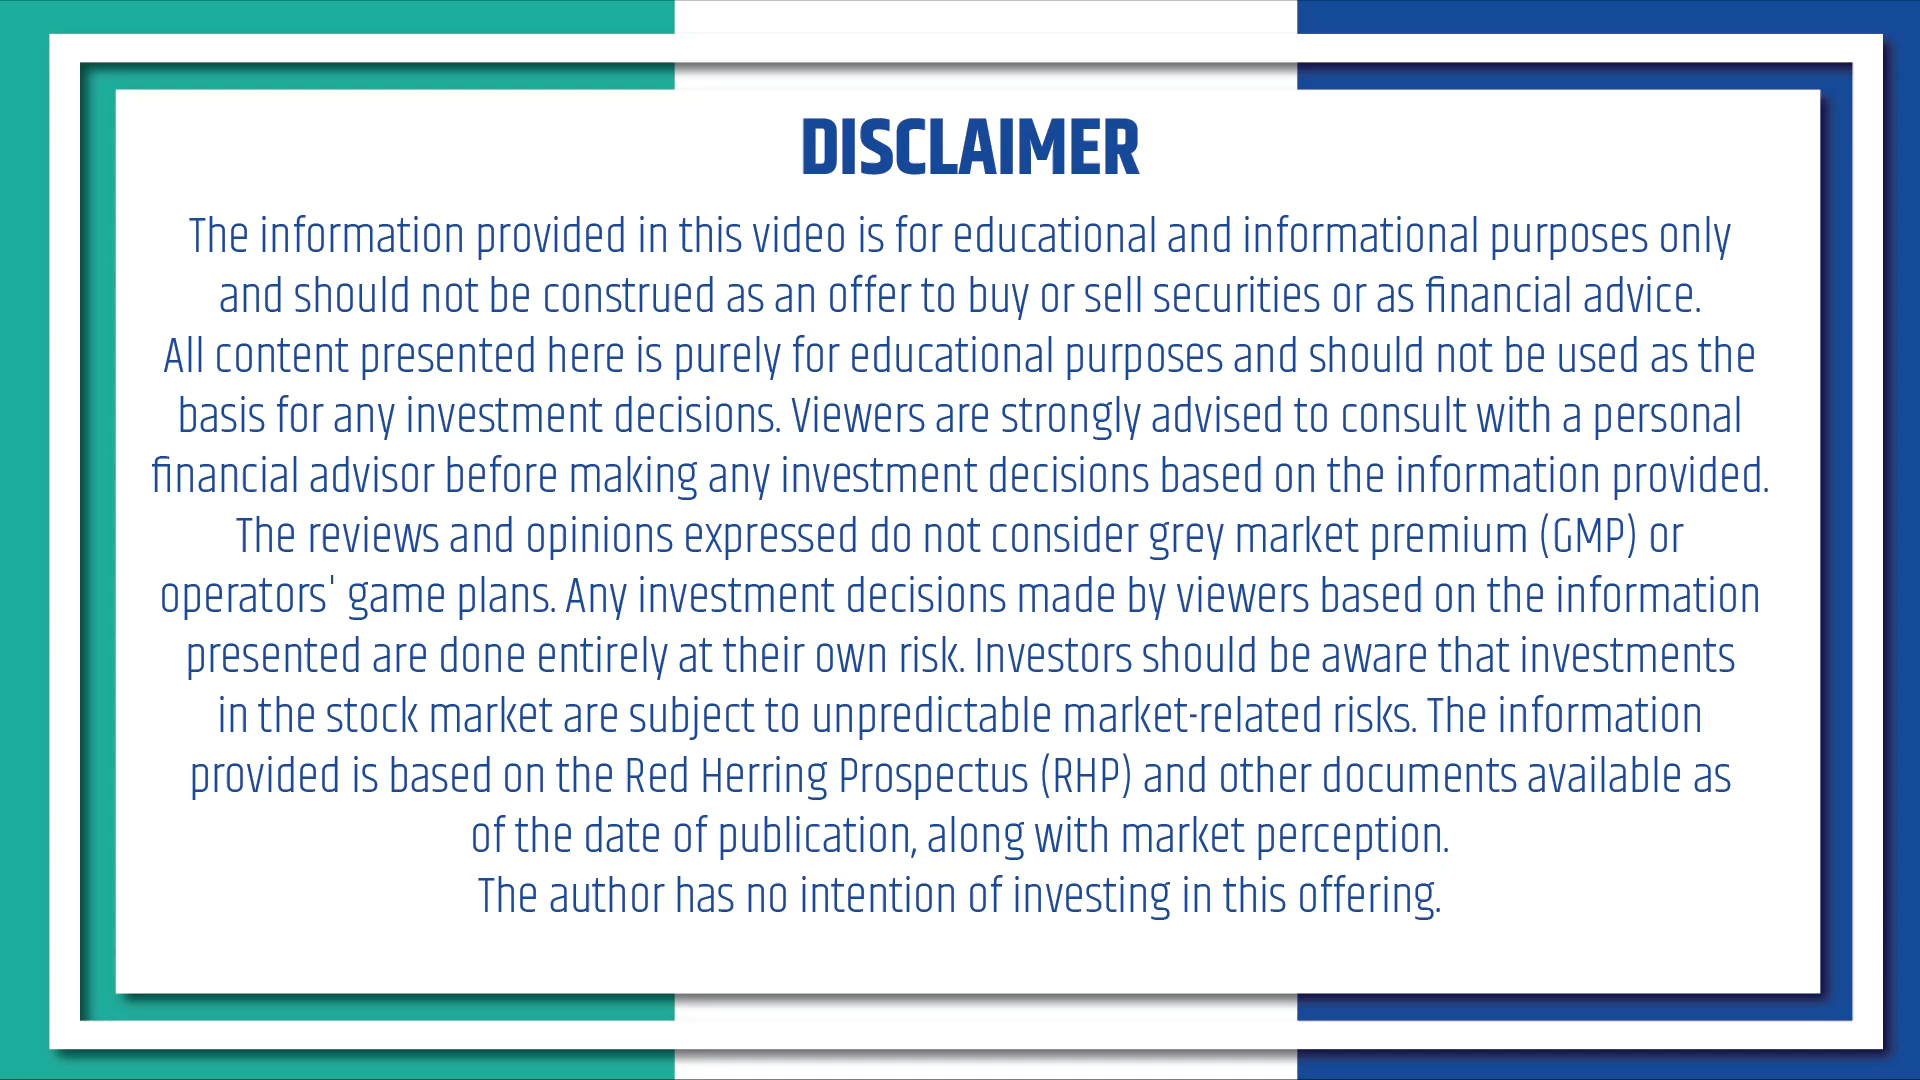 DISCLAIMER
The information provided in this video is for educational and informational purposes only
and should not be construed as an offer to buy or sell securities or as financial advice.
All content presented here is purely for educational purposes and should not be used as the
basis for any investment decisions. Viewers are strongly advised to consult with a personal
financial advisor before making any investment decisions based on the information provided.
The reviews and opinions expressed do not consider grey market premium (GMP) or
operators' game plans. Any investment decisions made by viewers based on the information
presented are done entirely at their own risk. Investors should be aware that investments
in the stock market are subject to unpredictable market-related risks. The information
provided is based on the Red Herring Prospectus (RHP) and other documents available as
of the date of publication, along with market perception.
The author has no intention of investing in this offering.